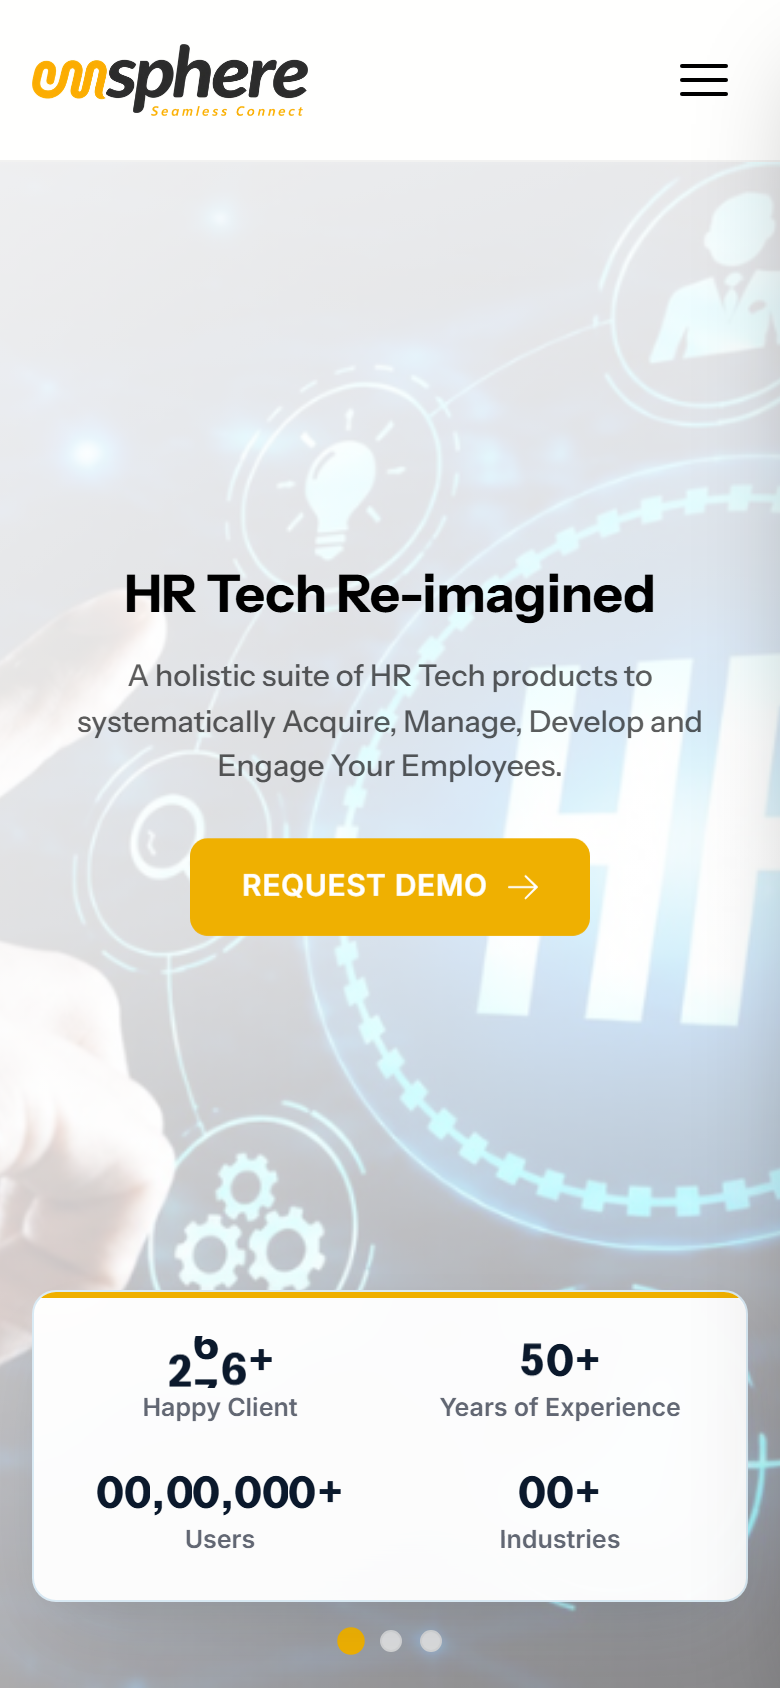 omsphere
Seamless Connect
HR Tech Re-imagined
A holistic suite of HR Tech products to
systematically Acquire, Manage, Develop and
Engage Your Employees.
REQUEST DEMO
HR
50+
Happy Client
Years of Experience
00,00,000+
00+
Users
Industries